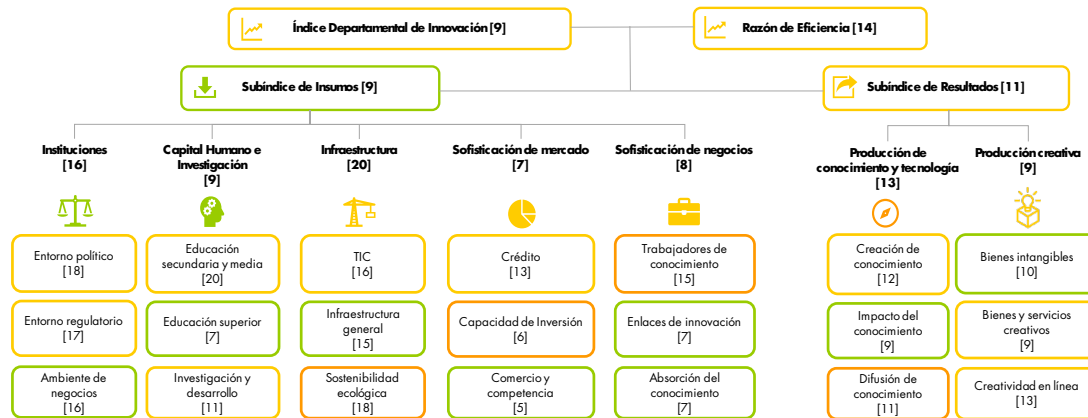 Índice Departamental de Innovación [9]
Razón de Eficiencia [14]
Subíndice de Insumos [9]
Subíndice de Resultados [11]
Instituciones
[16]
Capital Humano e
Investigación
[9]
Infraestructura
[20]
Sofisticación de mercado
[7]
Sofisticación de negocios
[8]
Producción de
conocimiento y tecnología
[13]
Producción creativa
[9]
Entorno político
[18]
Educación
secundaria y media
[20]
TIC
[16]
Crédito
[13]
Trabajadores de
conocimiento
[15]
Creación de
conocimiento
[12]
Bienes intangibles
[10]
Entorno regulatorio
[17]
Educación superior
[7]
Infraestructura
general
[15]
Capacidad de Inversión
[6]
Enlaces de innovación
[7]
Impacto del
conocimiento
[9]
Bienes y servicios
creativos
[9]
Ambiente de
negocios
[16]
Investigación y
desarrollo
[11]
Sostenibilidad
ecológica
[18]
Comercio y
competencia
[5]
Absorción del
conocimiento
[7]
Difusión de
conocimiento
[11]
Creatividad en línea
[13]